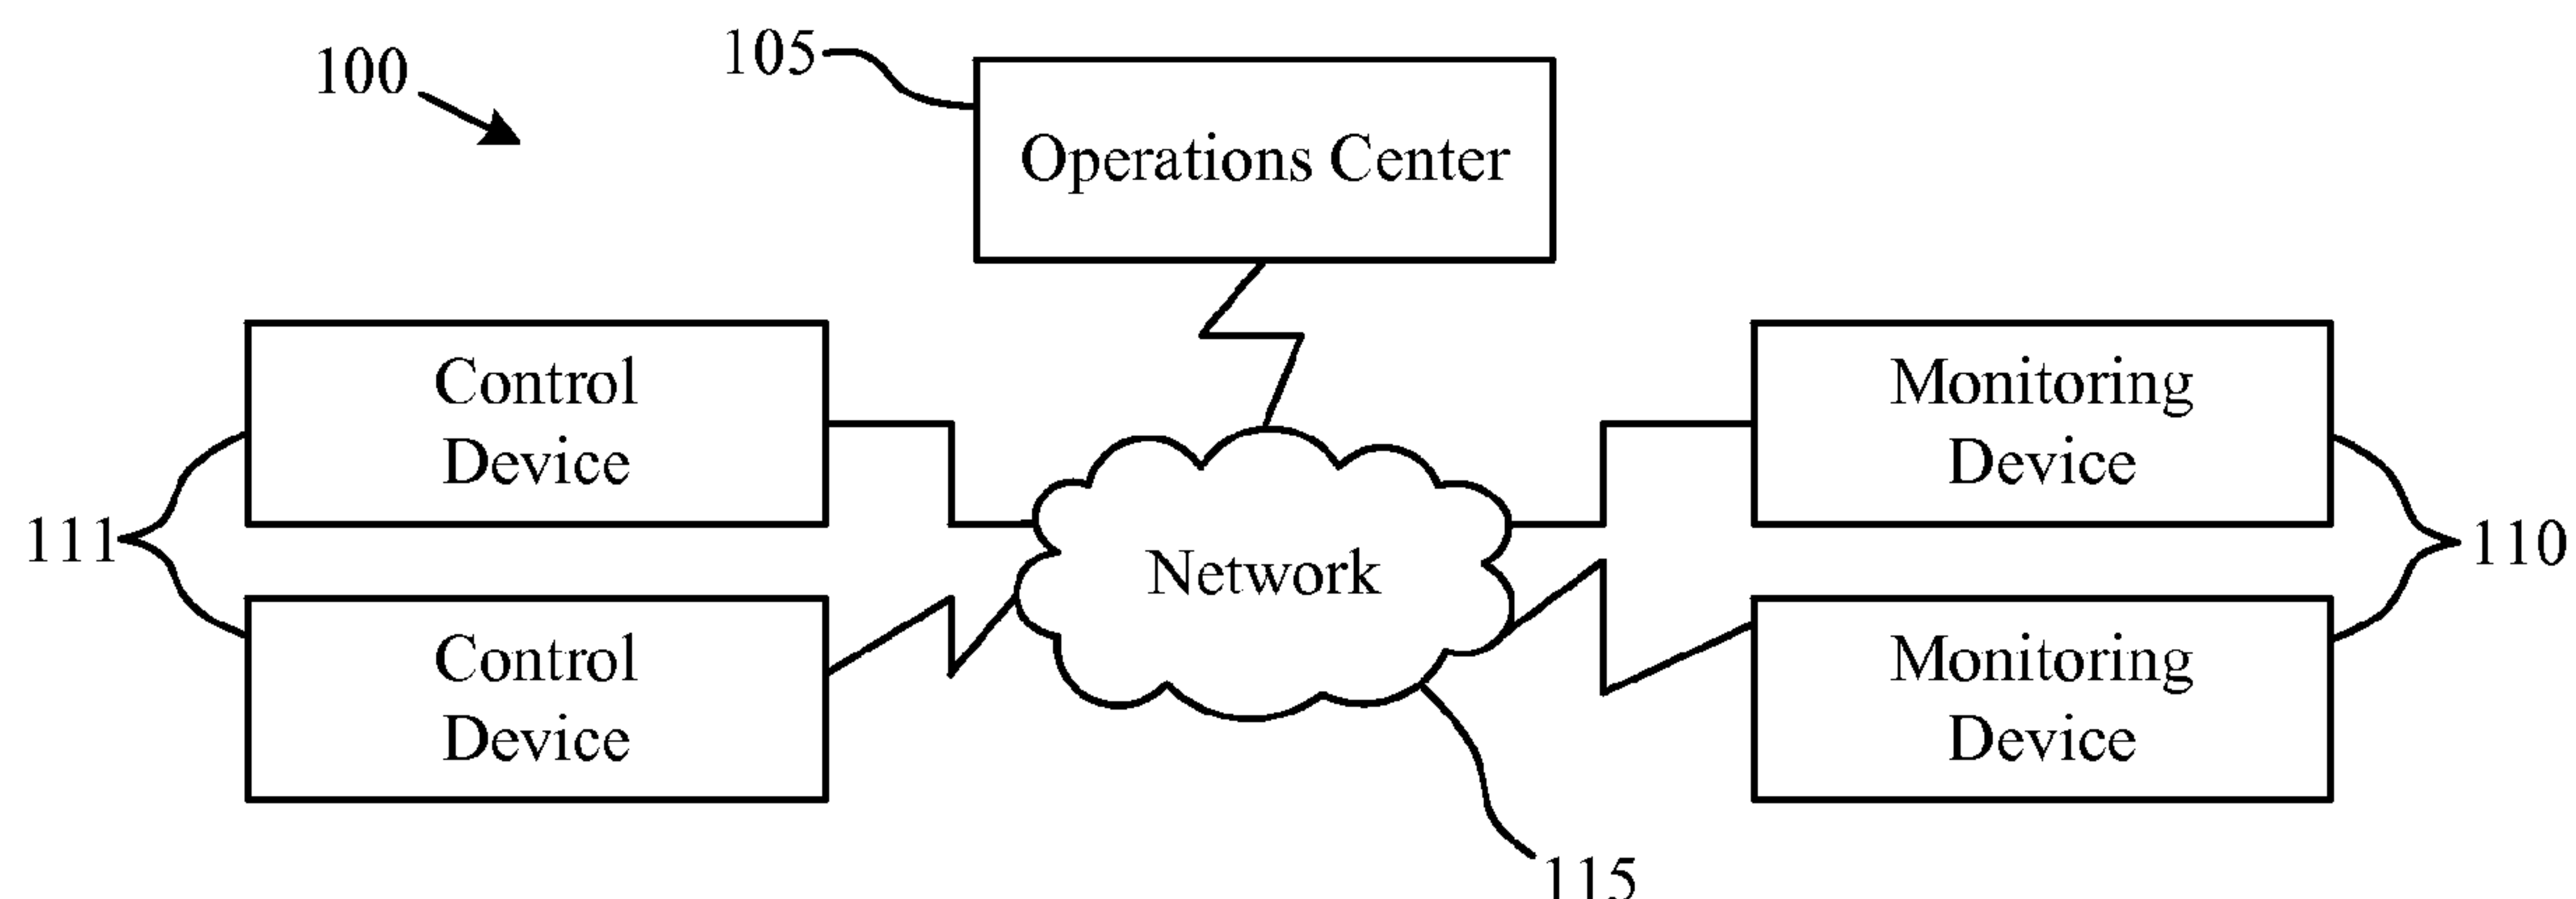 100
105
Operations Center
Control
Device
Monitoring
Device
111
Network
110
Control
Device
Monitoring
Device
115